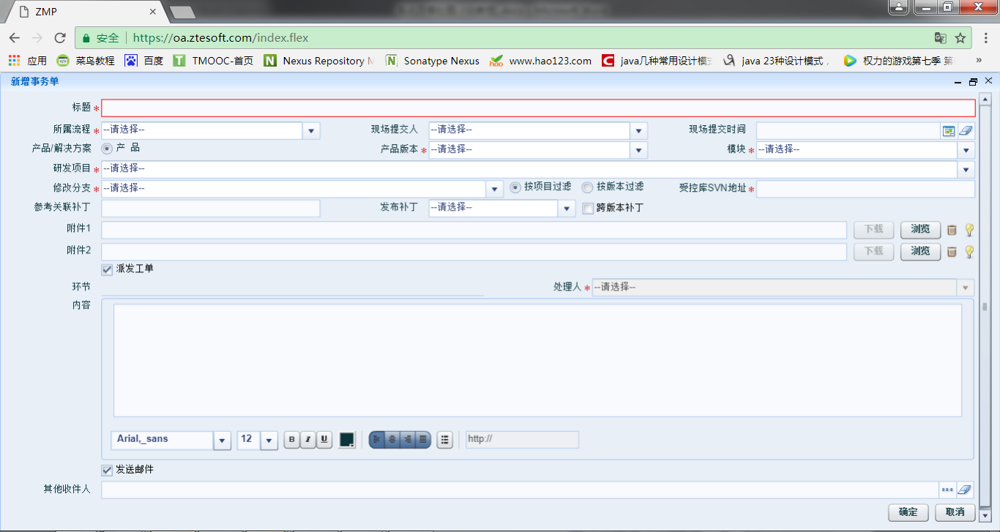 ZMP
安全 https://oa.ztesoft.com/index.flex
应用 菜鸟教程 百度 TMOOC-首页 Nexus Repository Sonatype Nexus www.hao123.com java几种常用设计模式 java 23种设计模式 权力的游戏第七季 第 »
新增事务单
标题 *
所属流程 * --请选择-- 现场提交人 --请选择-- 现场提交时间
产品/解决方案 产 品 产品版本 * --请选择-- 模块 * --请选择--
研发项目 * --请选择--
修改分支 * --请选择-- 按项目过滤 按版本过滤 受控库SVN地址 *
参考关联补丁 发布补丁 --请选择-- 跨版本补丁
附件1 下载 浏览
附件2 下载 浏览
派发工单
环节 处理人 * --请选择--
内容
Arial,_sans 12 B I U http://
发送邮件
其他收件人
确定 取消